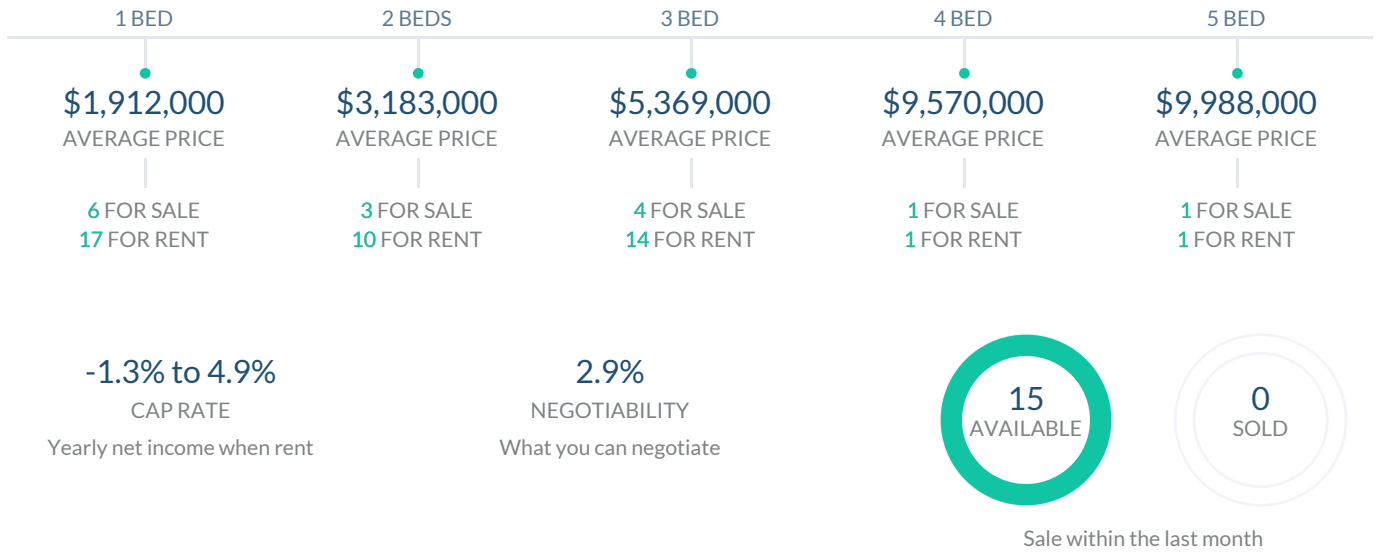 1 BED
2 BEDS
3 BED
4 BED
5 BED
$1,912,000
$3,183,000
$5,369,000
$9,570,000
$9,988,000
AVERAGE PRICE
AVERAGE PRICE
AVERAGE PRICE
AVERAGE PRICE
AVERAGE PRICE
6 FOR SALE
3 FOR SALE
4 FOR SALE
1 FOR SALE
1 FOR SALE
17 FOR RENT
10 FOR RENT
14 FOR RENT
1 FOR RENT
1 FOR RENT
-1.3% to 4.9%
CAP RATE
Yearly net income when rent
2.9%
NEGOTIABILITY
What you can negotiate
15
AVAILABLE
0
SOLD
Sale within the last month